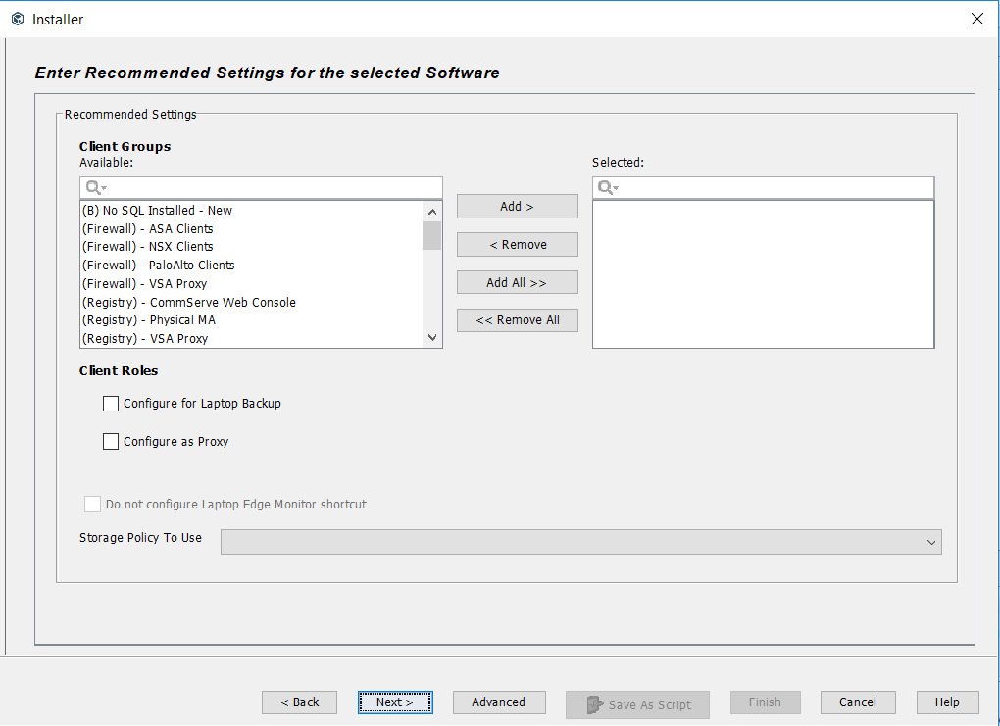 Installer
Enter Recommended Settings for the selected Software
Recommended Settings
Client Groups
Available:
Selected:
(B) No SQL Installed - New
(Firewall) - ASA Clients
(Firewall) - NSX Clients
(Firewall) - PaloAlto Clients
(Firewall) - VSA Proxy
(Registry) - CommServe Web Console
(Registry) - Physical MA
(Registry) - VSA Proxy
Add >
< Remove
Add All >>
<< Remove All
Client Roles
Configure for Laptop Backup
Configure as Proxy
Do not configure Laptop Edge Monitor shortcut
Storage Policy To Use
< Back
Next >
Advanced
Save As Script
Finish
Cancel
Help